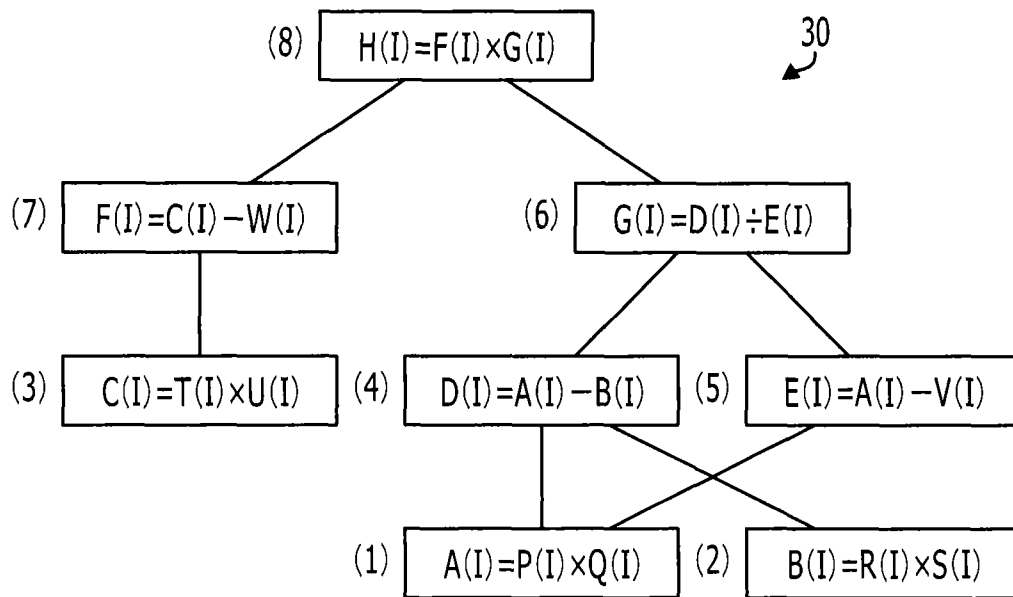 30
(8) H(I)=F(I)×G(I)
(7) F(I)=C(I)−W(I)
(6) G(I)=D(I)÷E(I)
(3) C(I)=T(I)×U(I)
(4) D(I)=A(I)−B(I)
(5) E(I)=A(I)−V(I)
(1) A(I)=P(I)×Q(I)
(2) B(I)=R(I)×S(I)